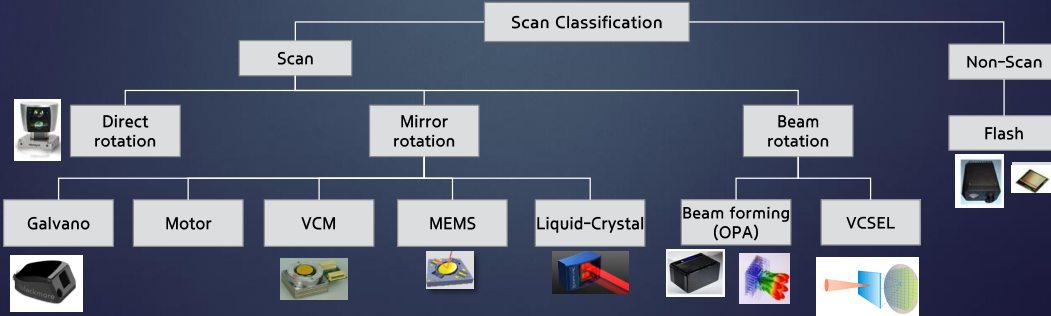 Scan Classification
Scan
Non-Scan
Direct
rotation
Mirror
rotation
Beam
rotation
Flash
Galvano
Motor
VCM
MEMS
Liquid-Crystal
Beam forming
(OPA)
VCSEL
blackmore